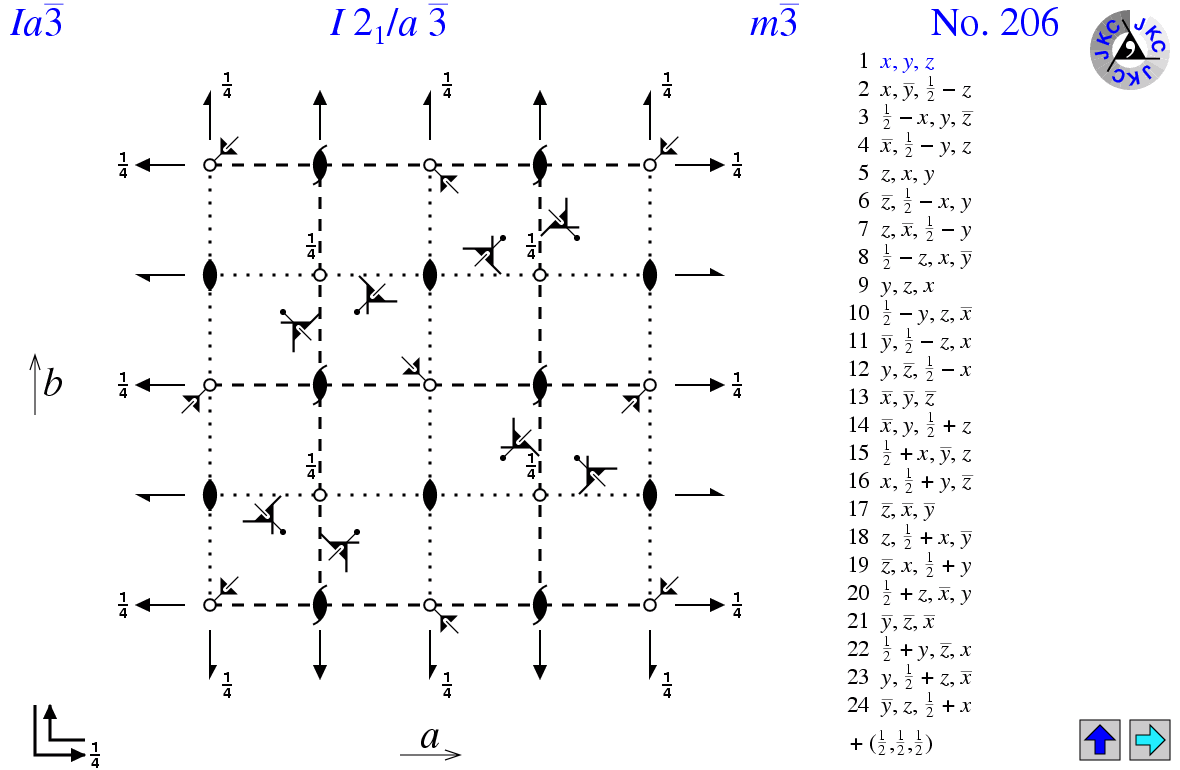 Ia3̅ I 2₁/a 3̅ m3̅ No. 206
JKC JKC JKC
1 x, y, z
2 x, y̅, ½ − z
3 ½ − x, y, z̅
4 x̅, ½ − y, z
5 z, x, y
6 z̅, ½ − x, y
7 z, x̅, ½ − y
8 ½ − z, x, y̅
9 y, z, x
10 ½ − y, z, x̅
11 y̅, ½ − z, x
12 y, z̅, ½ − x
13 x̅, y̅, z̅
14 x̅, y, ½ + z
15 ½ + x, y̅, z
16 x, ½ + y, z̅
17 z̅, x̅, y̅
18 z, ½ + x, y̅
19 z̅, x, ½ + y
20 ½ + z, x̅, y
21 y̅, z̅, x̅
22 ½ + y, z̅, x
23 y, ½ + z, x̅
24 y̅, z, ½ + x
+ (½,½,½)
¼ ¼ ¼
¼ ¼
¼ ¼
¼ ¼
b
¼ ¼
¼ ¼
¼ ¼ ¼
a
¼